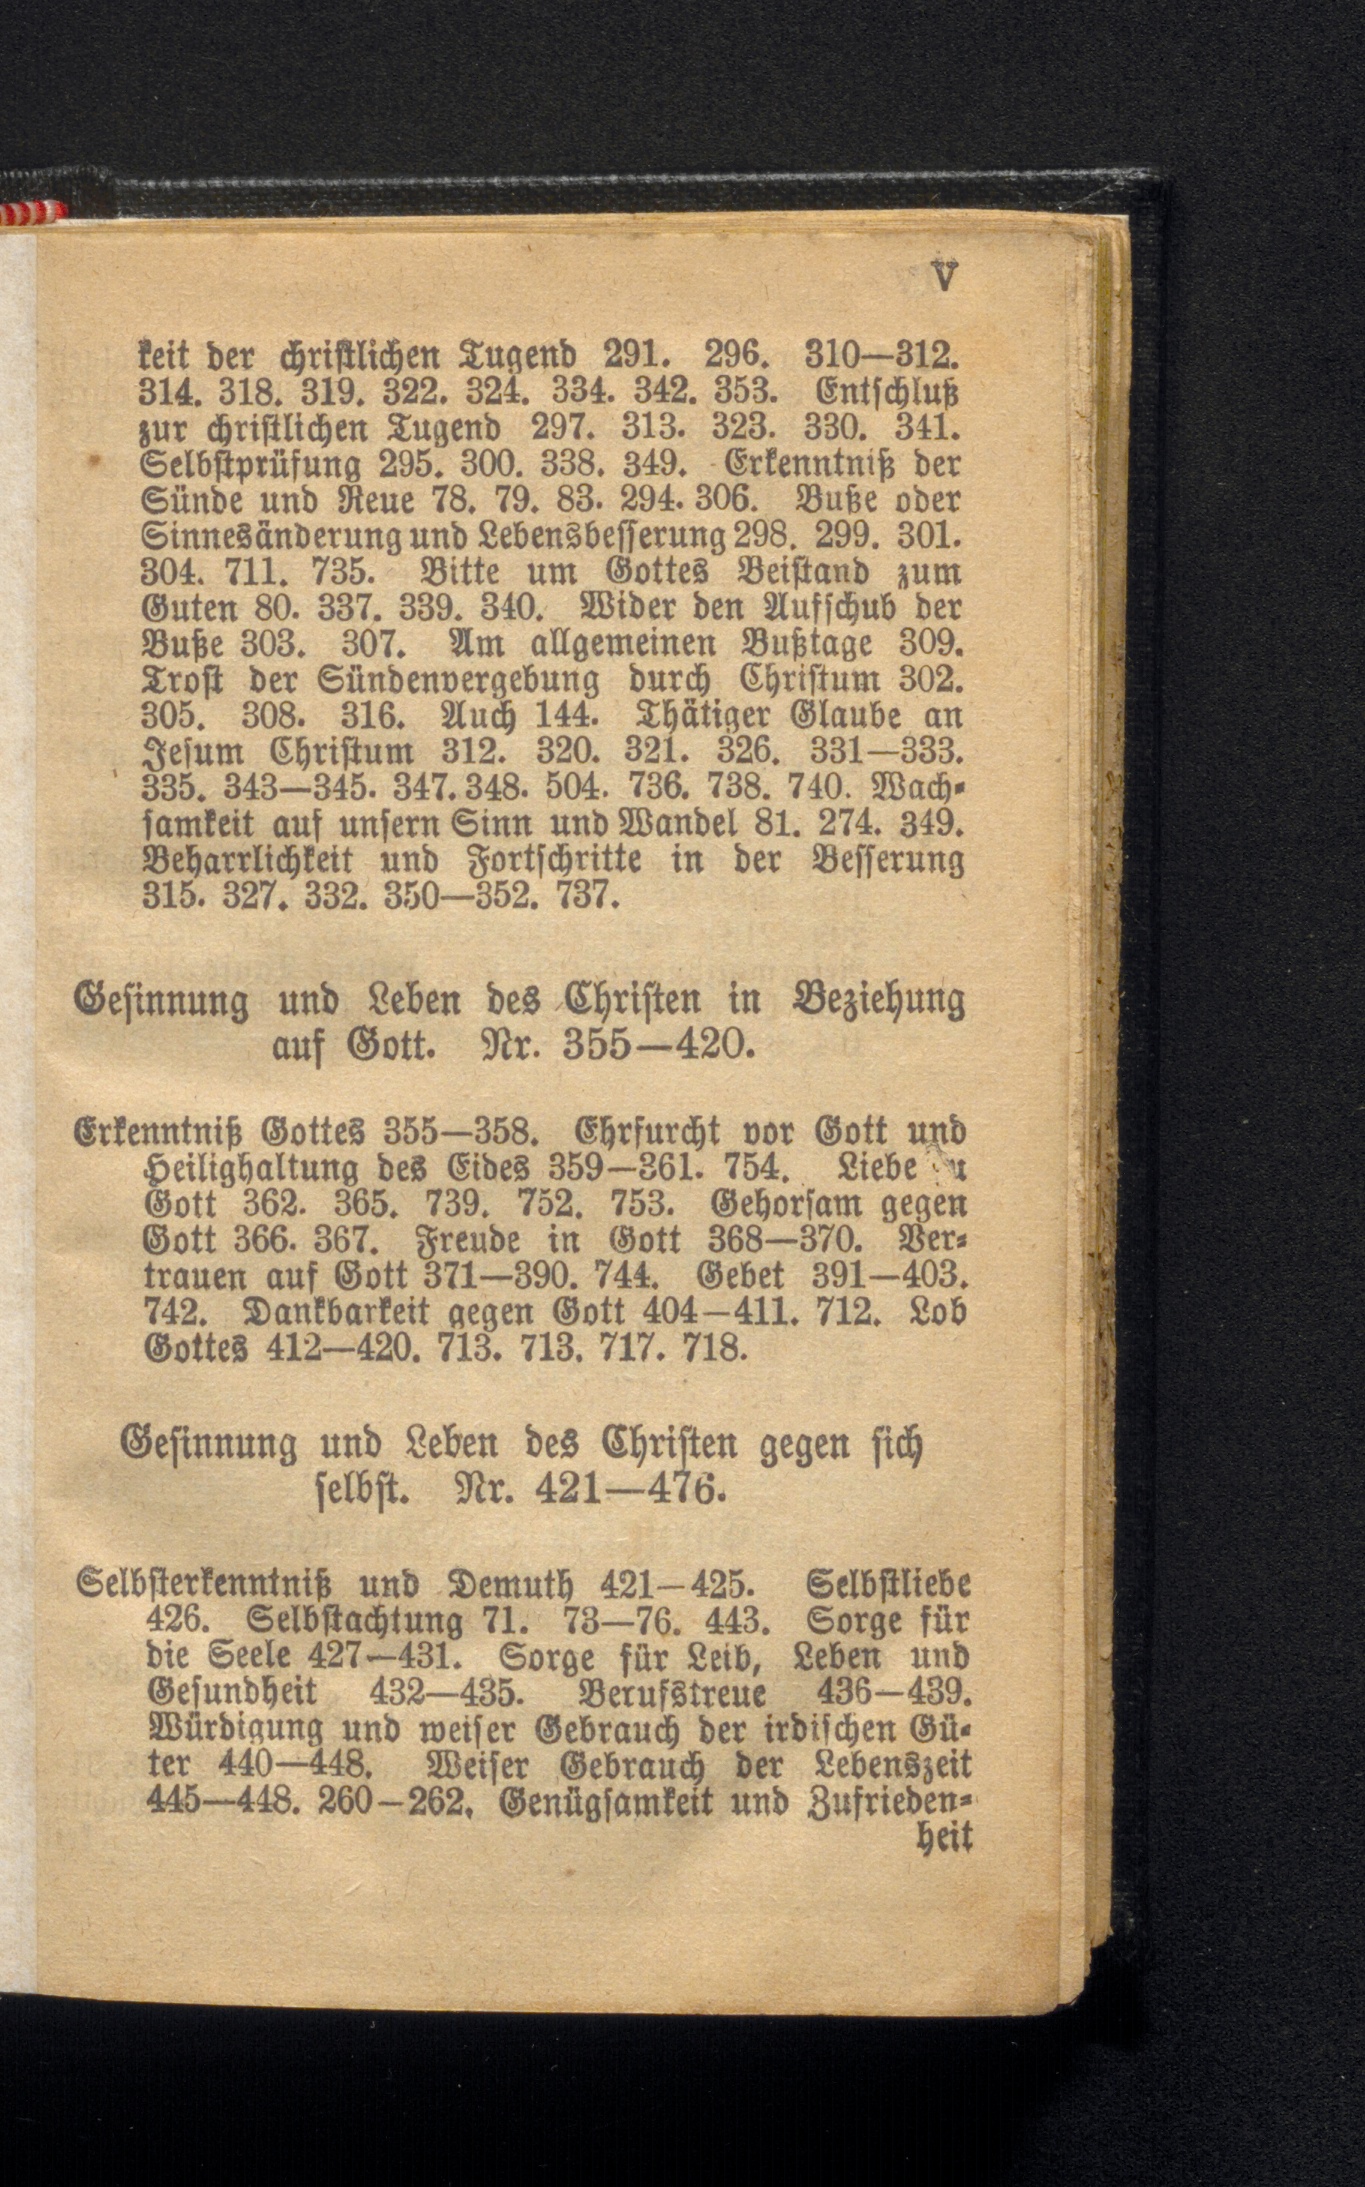 V
keit der christlichen Tugend 291. 296. 310—312.
314. 318. 319. 322. 324. 334. 342. 353. Entschluß
zur christlichen Tugend 297. 313. 323. 330. 341.
Selbstprüfung 295. 300. 338. 349. Erkenntniß der
Sünde und Reue 78. 79. 83. 294. 306. Buße oder
Sinnesänderung und Lebensbesserung 298. 299. 301.
304. 711. 735. Bitte um Gottes Beistand zum
Guten 80. 337. 339. 340. Wider den Aufschub der
Buße 303. 307. Am allgemeinen Bußtage 309.
Trost der Sündenvergebung durch Christum 302.
305. 308. 316. Auch 144. Thätiger Glaube an
Jesum Christum 312. 320. 321. 326. 331—333.
335. 343—345. 347. 348. 504. 736. 738. 740. Wach-
samkeit auf unsern Sinn und Wandel 81. 274. 349.
Beharrlichkeit und Fortschritte in der Besserung
315. 327. 332. 350—352. 737.
Gesinnung und Leben des Christen in Beziehung
auf Gott. Nr. 355—420.
Erkenntniß Gottes 355—358. Ehrfurcht vor Gott und
Heilighaltung des Eides 359—361. 754. Liebe
Gott 362. 365. 739. 752. 753. Gehorsam gegen
Gott 366. 367. Freude in Gott 368—370. Ver-
trauen auf Gott 371—390. 744. Gebet 391—403.
742. Dankbarkeit gegen Gott 404—411. 712. Lob
Gottes 412—420. 713. 713. 717. 718.
Gesinnung und Leben des Christen gegen sich
selbst. Nr. 421—476.
Selbsterkenntniß und Demuth 421—425. Selbstliebe
426. Selbstachtung 71. 73—76. 443. Sorge für
die Seele 427—431. Sorge für Leib, Leben und
Gesundheit 432—435. Berufstreue 436—439.
Würdigung und weiser Gebrauch der irdischen Gü-
ter 440—448. Weiser Gebrauch der Lebenszeit
445—448. 260—262. Genügsamkeit und Zufrieden-
heit